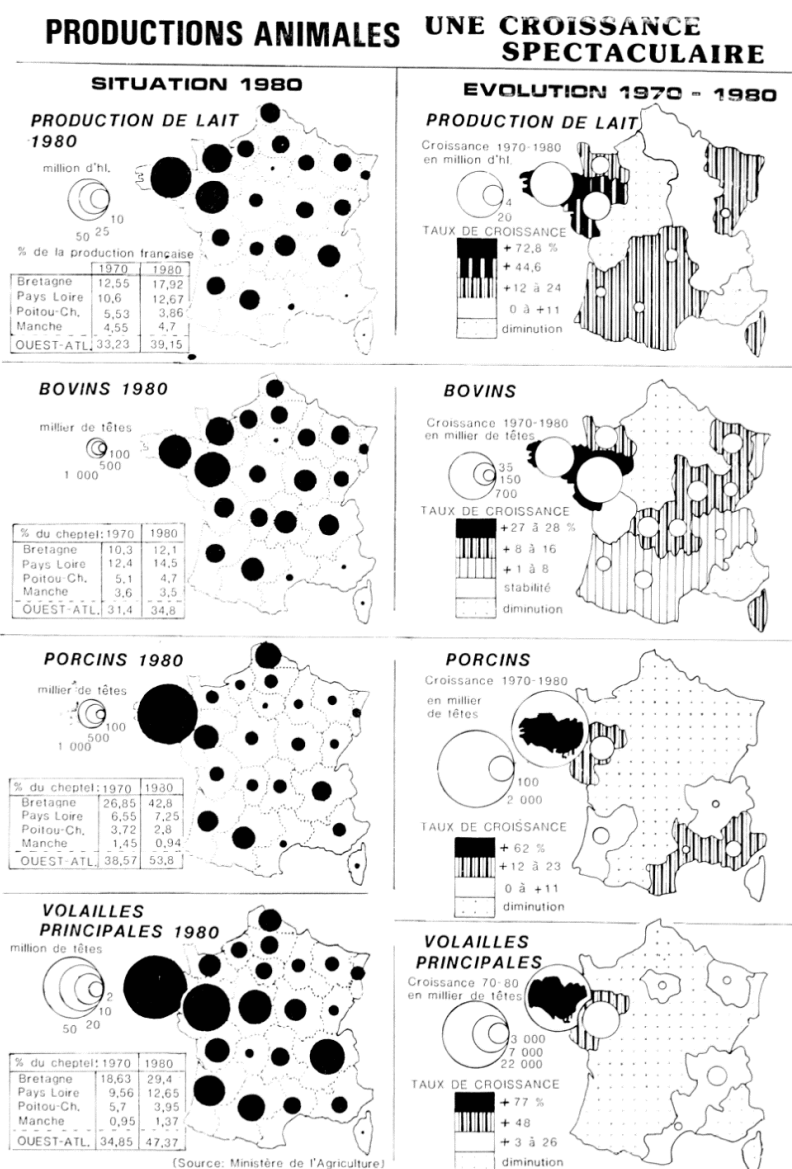 PRODUCTIONS ANIMALES UNE CROISSANCE
SPECTACULAIRE
SITUATION 1980
EVOLUTION 1970 - 1980
PRODUCTION DE LAIT
1980
million d'hl.
10
25
50
% de la production française
1970 1980
Bretagne 12,55 17,92
Pays Loire 10,6 12,67
Poitou-Ch. 5,53 3,86
Manche 4,55 4,7
OUEST-ATL. 33,23 39,15
PRODUCTION DE LAIT
Croissance 1970-1980
en million d'hl.
4
20
TAUX DE CROISSANCE
+ 72,8 %
+ 44,6
+12 à 24
0 à +11
diminution
BOVINS 1980
millier de têtes
100
500
1 000
% du cheptel: 1970 1980
Bretagne 10,3 12,1
Pays Loire 12,4 14,5
Poitou-Ch. 5,1 4,7
Manche 3,6 3,5
OUEST-ATL. 31,4 34,8
BOVINS
Croissance 1970-1980
en millier de têtes
35
150
700
TAUX DE CROISSANCE
+27 à 28 %
+ 8 à 16
+ 1 à 8
stabilité
diminution
PORCINS 1980
millier de têtes
100
500
1 000
% du cheptel: 1970 1980
Bretagne 26,85 42,8
Pays Loire 6,55 7,25
Poitou-Ch. 3,72 2,8
Manche 1,45 0,94
OUEST-ATL. 38,57 53,8
PORCINS
Croissance 1970-1980
en millier
de têtes
100
2 000
TAUX DE CROISSANCE
+ 62 %
+12 à 23
0 à +11
diminution
VOLAILLES
PRINCIPALES 1980
million de têtes
2
10
20
50
% du cheptel: 1970 1980
Bretagne 18,63 29,4
Pays Loire 9,56 12,65
Poitou-Ch. 5,7 3,95
Manche 0,95 1,37
OUEST-ATL. 34,85 47,37
(Source: Ministère de l'Agriculture)
VOLAILLES
PRINCIPALES
Croissance 70-80
en millier de têtes
3 000
7 000
22 000
TAUX DE CROISSANCE
+ 77 %
+ 48
+ 3 à 26
diminution